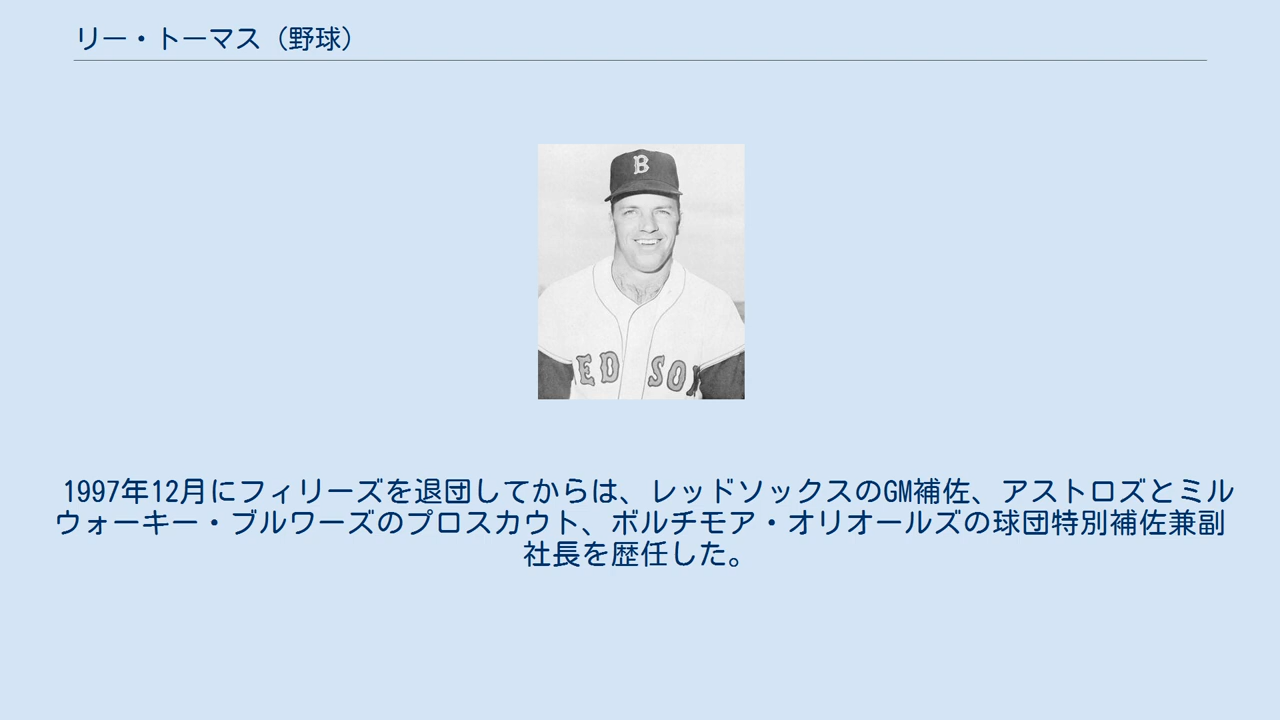 リー・トーマス（野球）
B
ED SOX
1997年12月にフィリーズを退団してからは、レッドソックスのGM補佐、アストロズとミル
ウォーキー・ブルワーズのプロスカウト、ボルチモア・オリオールズの球団特別補佐兼副
社長を歴任した。